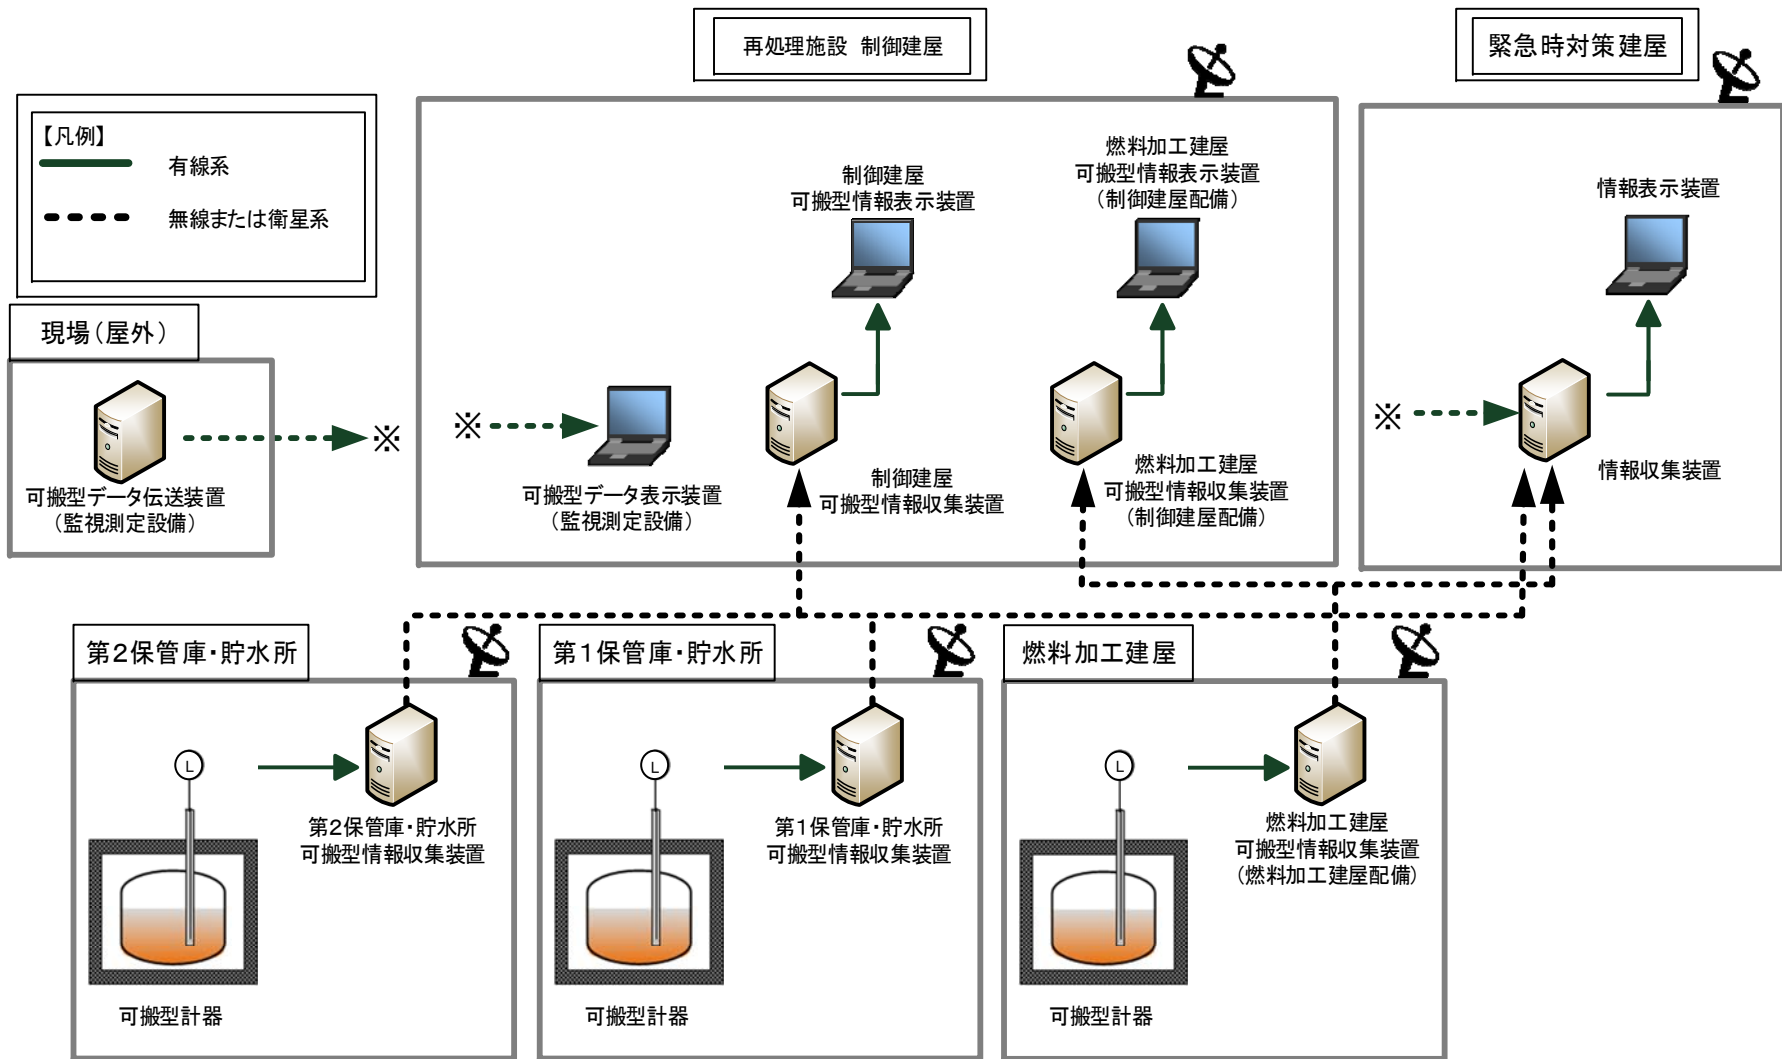 再処理施設 制御建屋
緊急時対策建屋
【凡例】
有線系
無線または衛星系
現場(屋外)
可搬型データ伝送装置
(監視測定設備)
※
※
可搬型データ表示装置
(監視測定設備)
制御建屋
可搬型情報表示装置
制御建屋
可搬型情報収集装置
燃料加工建屋
可搬型情報表示装置
(制御建屋配備)
燃料加工建屋
可搬型情報収集装置
(制御建屋配備)
情報表示装置
※
情報収集装置
第2保管庫・貯水所
L
第2保管庫・貯水所
可搬型情報収集装置
可搬型計器
第1保管庫・貯水所
L
第1保管庫・貯水所
可搬型情報収集装置
可搬型計器
燃料加工建屋
L
燃料加工建屋
可搬型情報収集装置
(燃料加工建屋配備)
可搬型計器